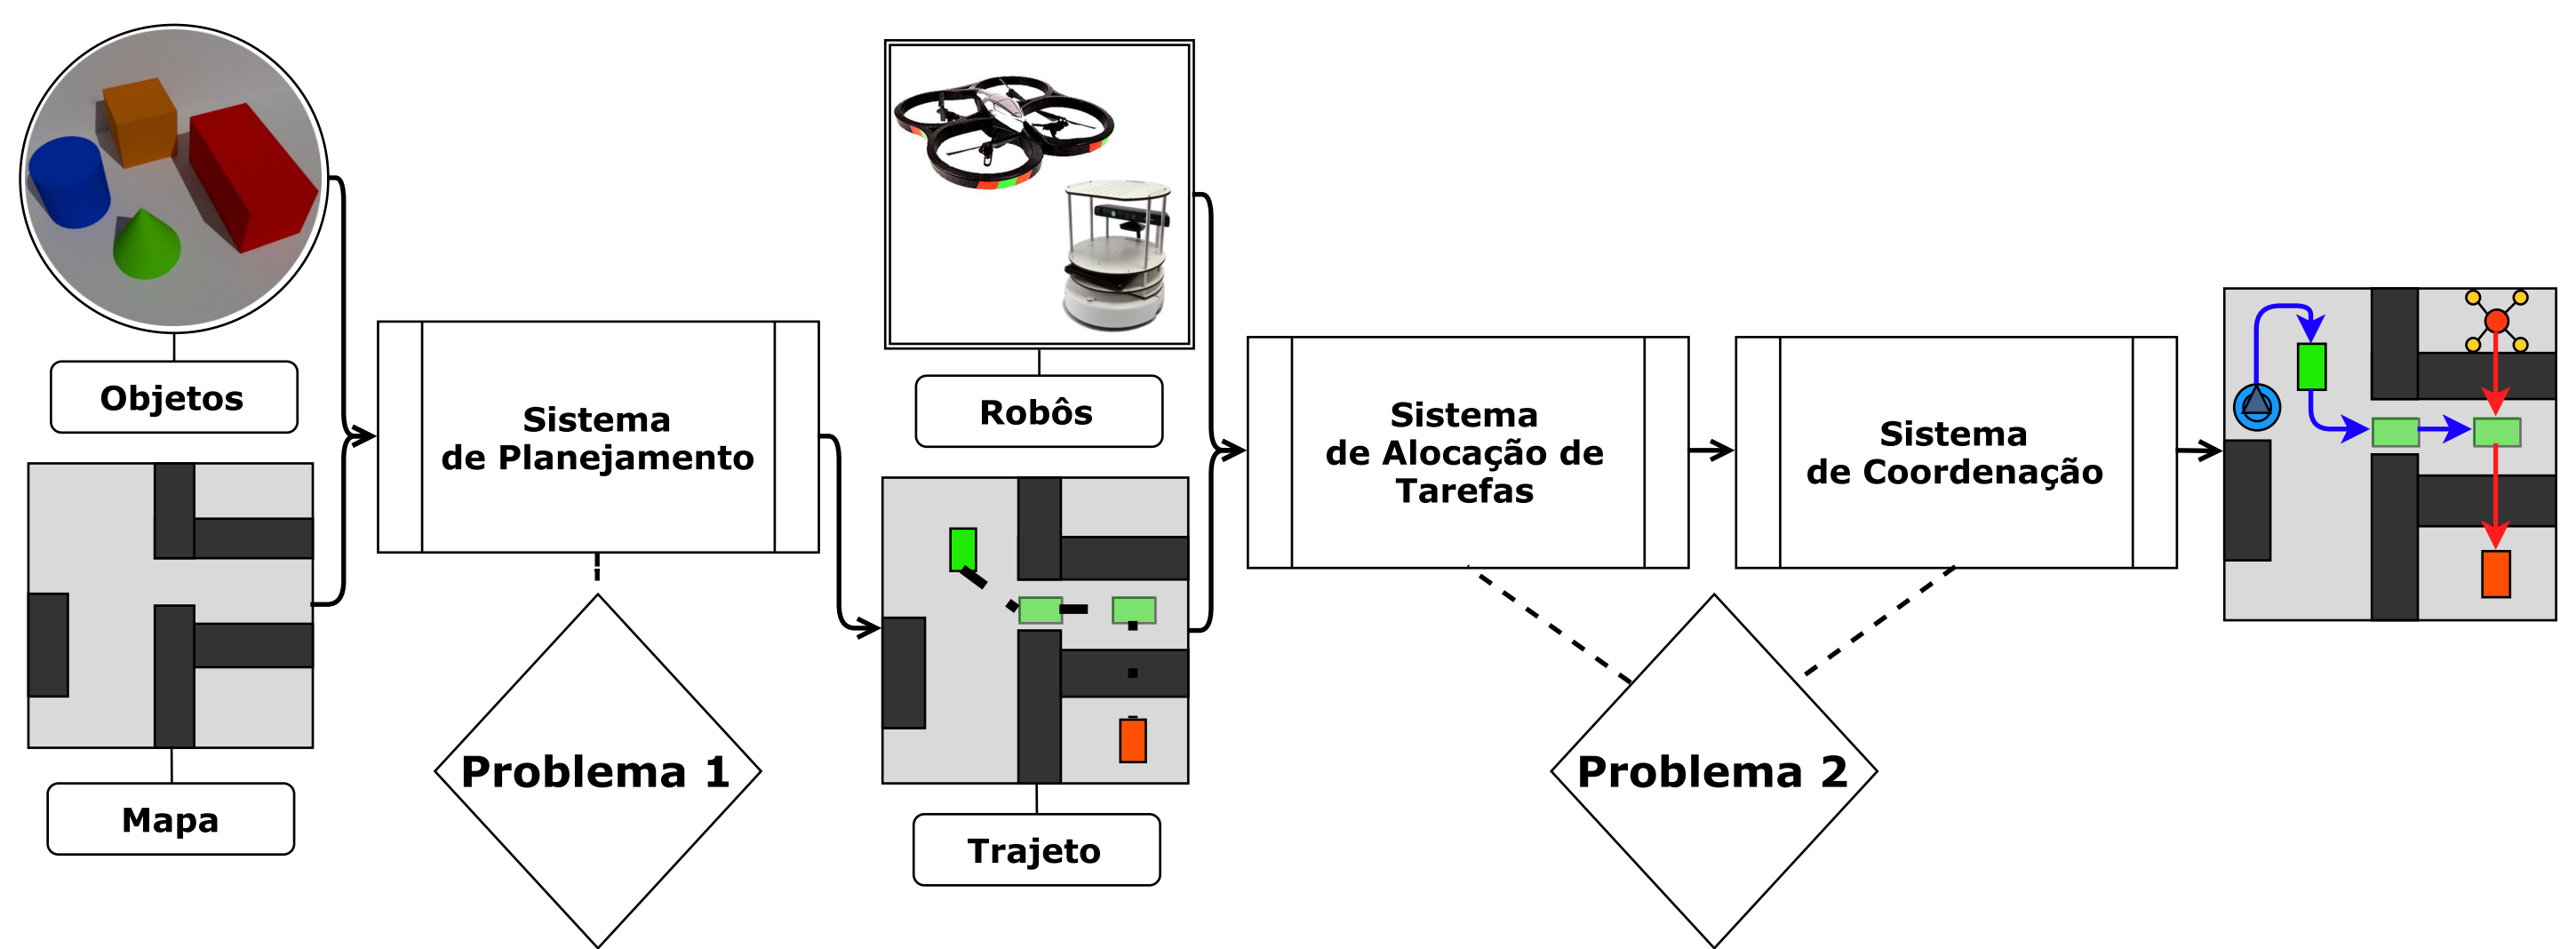 Objetos
Mapa
Sistema
de Planejamento
Problema 1
Robôs
Trajeto
Sistema
de Alocação de
Tarefas
Sistema
de Coordenação
Problema 2